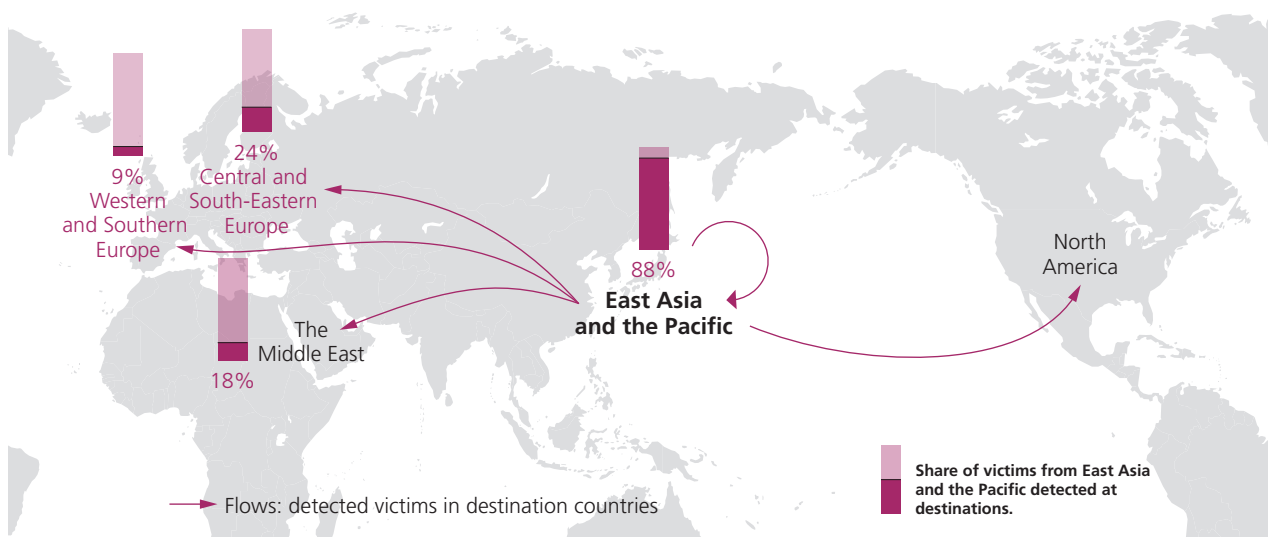 9%
Western
and Southern
Europe
24%
Central and
South-Eastern
Europe
18%
The
Middle East
88%
East Asia
and the Pacific
North
America
Flows: detected victims in destination countries
Share of victims from East Asia
and the Pacific detected at
destinations.